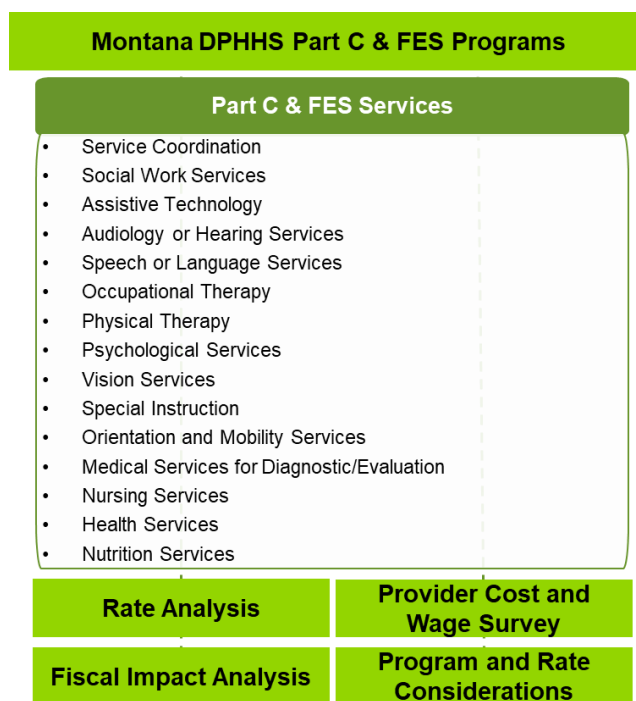 Montana DPHHS Part C & FES Programs
Part C & FES Services
• Service Coordination
• Social Work Services
• Assistive Technology
• Audiology or Hearing Services
• Speech or Language Services
• Occupational Therapy
• Physical Therapy
• Psychological Services
• Vision Services
• Special Instruction
• Orientation and Mobility Services
• Medical Services for Diagnostic/Evaluation
• Nursing Services
• Health Services
• Nutrition Services
Rate Analysis
Provider Cost and
Wage Survey
Fiscal Impact Analysis
Program and Rate
Considerations